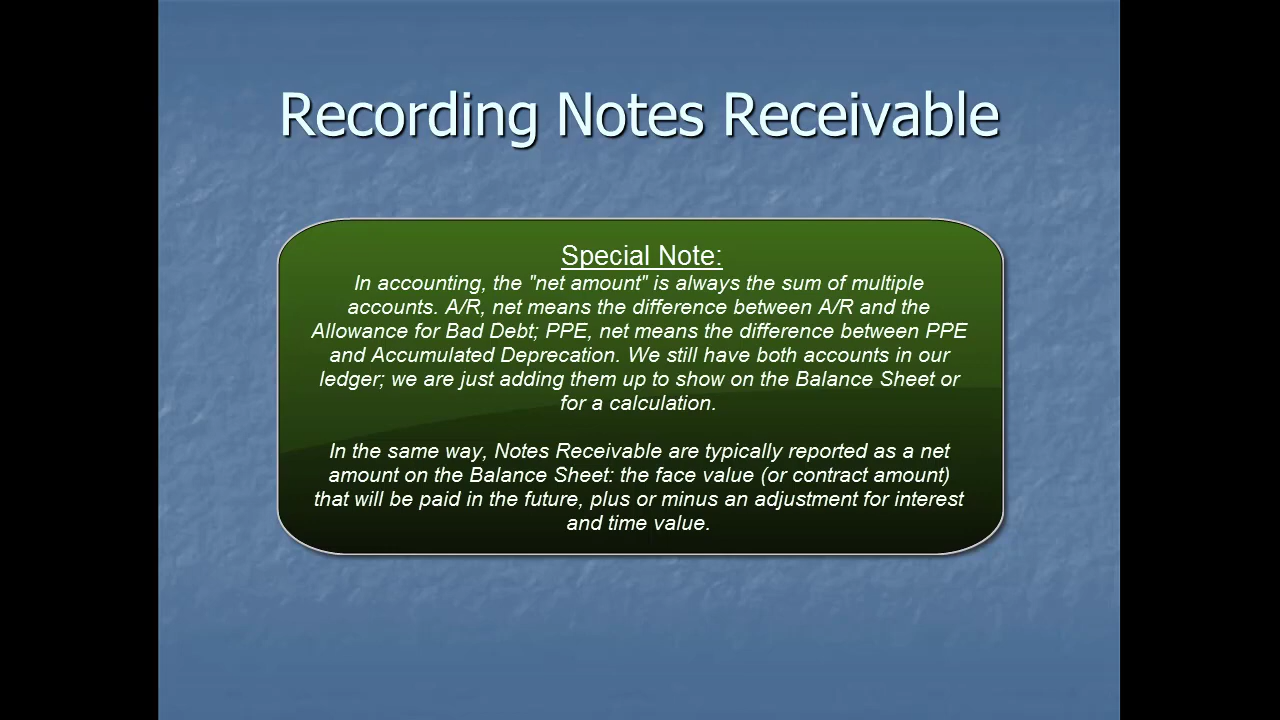 Recording Notes Receivable
Special Note:
In accounting, the "net amount" is always the sum of multiple
accounts. A/R, net means the difference between A/R and the
Allowance for Bad Debt; PPE, net means the difference between PPE
and Accumulated Deprecation. We still have both accounts in our
ledger; we are just adding them up to show on the Balance Sheet or
for a calculation.
In the same way, Notes Receivable are typically reported as a net
amount on the Balance Sheet: the face value (or contract amount)
that will be paid in the future, plus or minus an adjustment for interest
and time value.